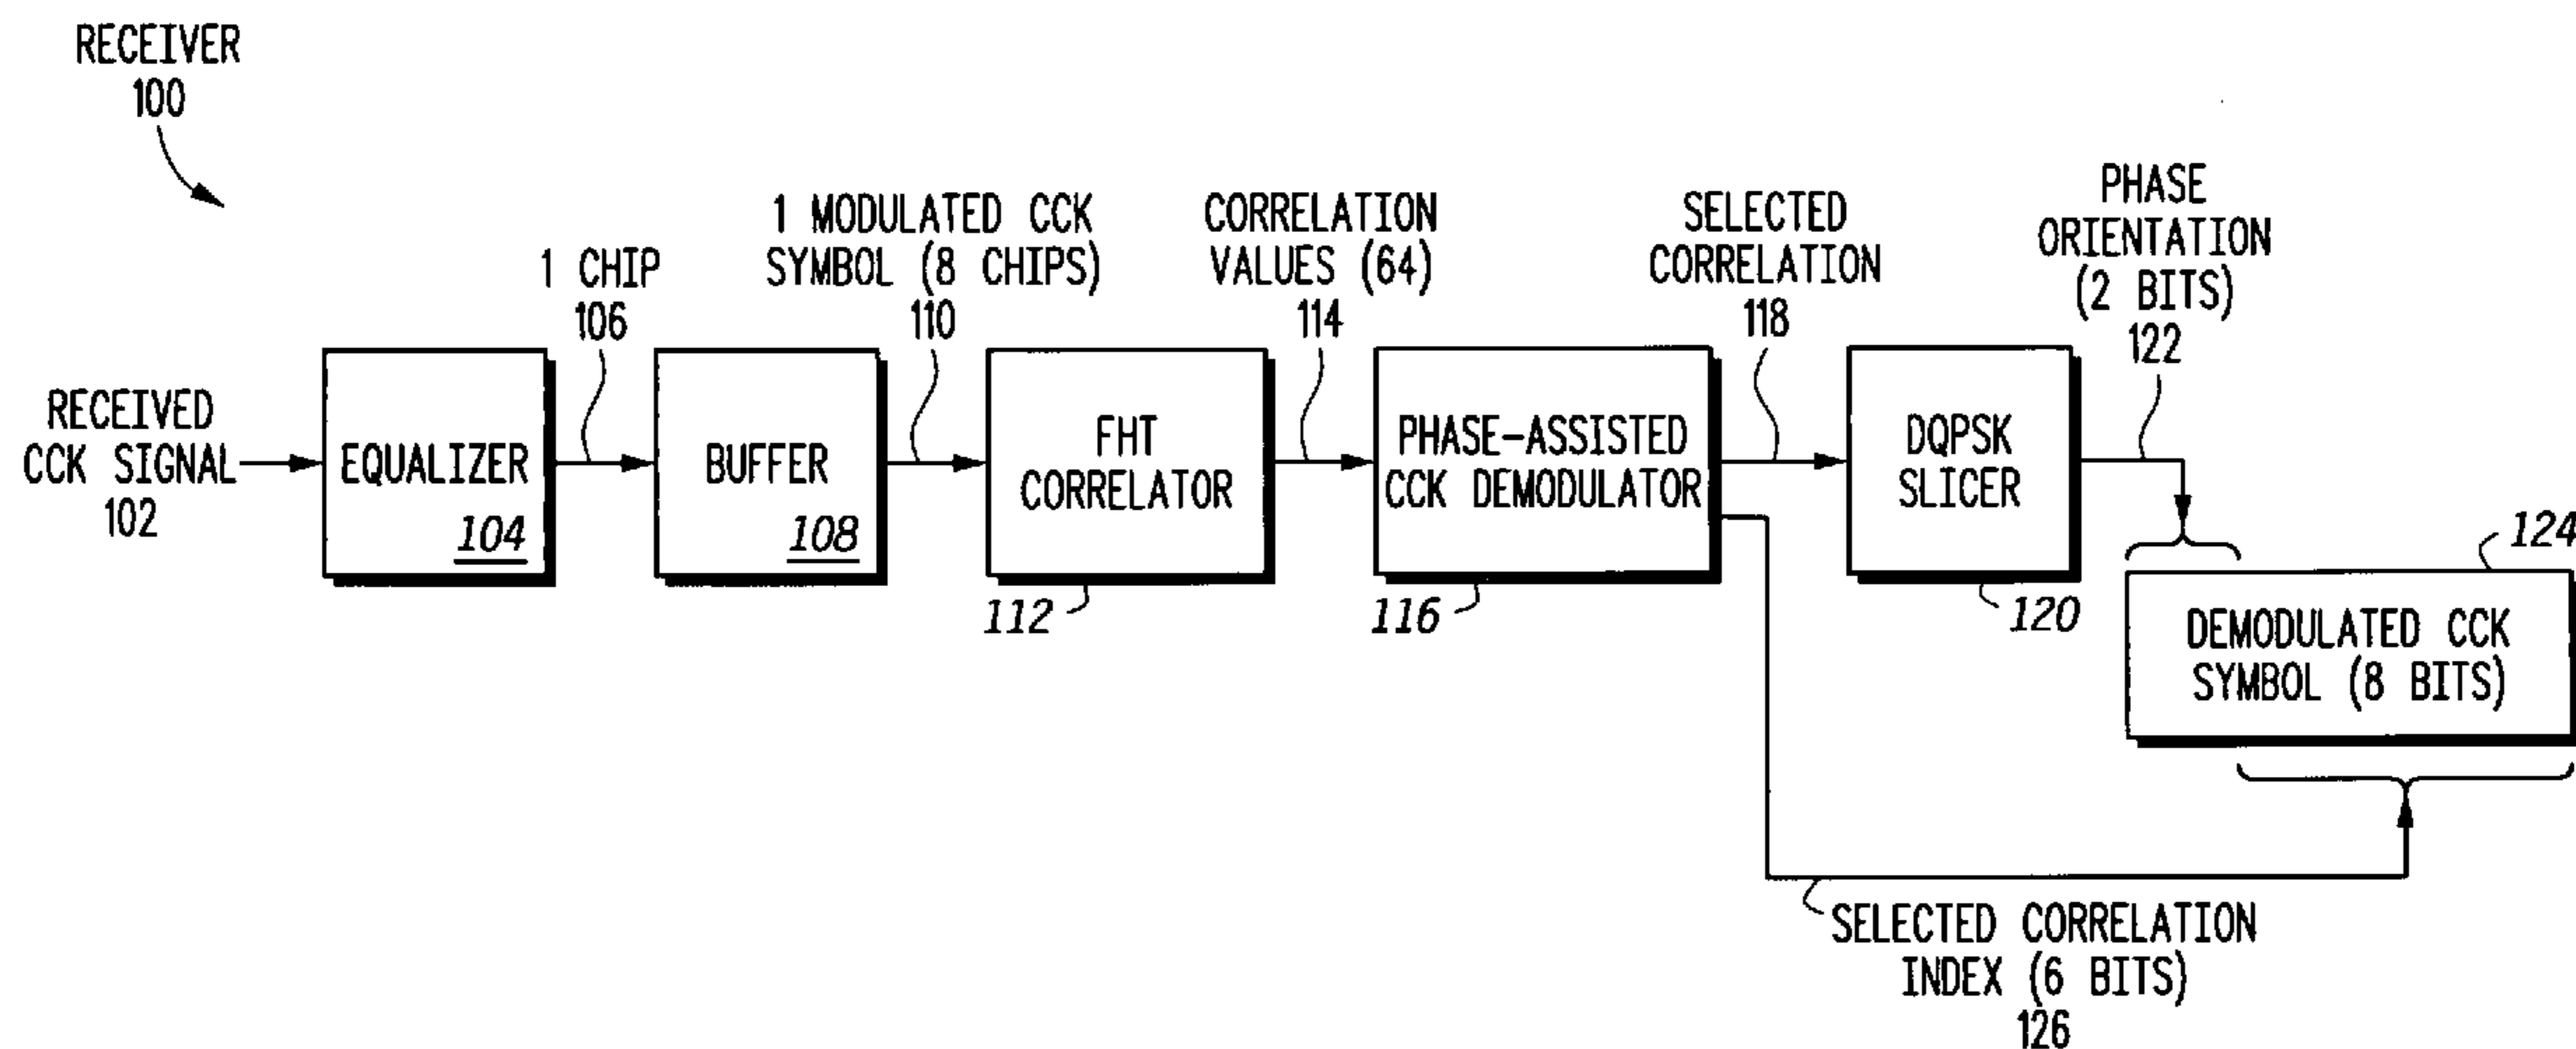 RECEIVER
100
1 CHIP
106
1 MODULATED CCK
SYMBOL (8 CHIPS)
110
CORRELATION
VALUES (64)
114
SELECTED
CORRELATION
118
PHASE
ORIENTATION
(2 BITS)
122
RECEIVED
CCK SIGNAL
102
EQUALIZER
104
BUFFER
108
FHT
CORRELATOR
112
PHASE-ASSISTED
CCK DEMODULATOR
116
DQPSK
SLICER
120
124
DEMODULATED CCK
SYMBOL (8 BITS)
SELECTED CORRELATION
INDEX (6 BITS)
126